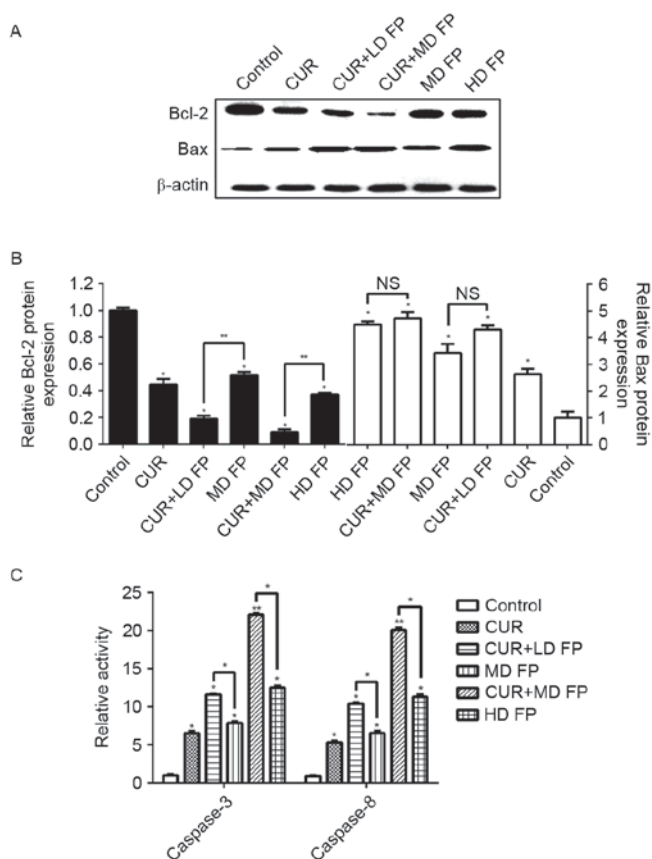 A
Control
CUR
CUR+LD FP
CUR+MD FP
MD FP
HD FP
Bcl-2
Bax
β-actin
B
Relative Bcl-2 protein
expression
1.2
1.0
0.8
0.6
0.4
0.2
0.0
*
*
**
*
*
**
*
*
NS
*
*
NS
*
*
6
5
4
3
2
1
0
Relative Bax protein
expression
Control
CUR
CUR+LD FP
MD FP
CUR+MD FP
HD FP
HD FP
CUR+MD FP
MD FP
CUR+LD FP
CUR
Control
C
Relative activity
25
20
15
10
5
0
*
*
*
*
**
*
*
*
*
*
*
**
*
*
Caspase-3
Caspase-8
Control
CUR
CUR+LD FP
MD FP
CUR+MD FP
HD FP